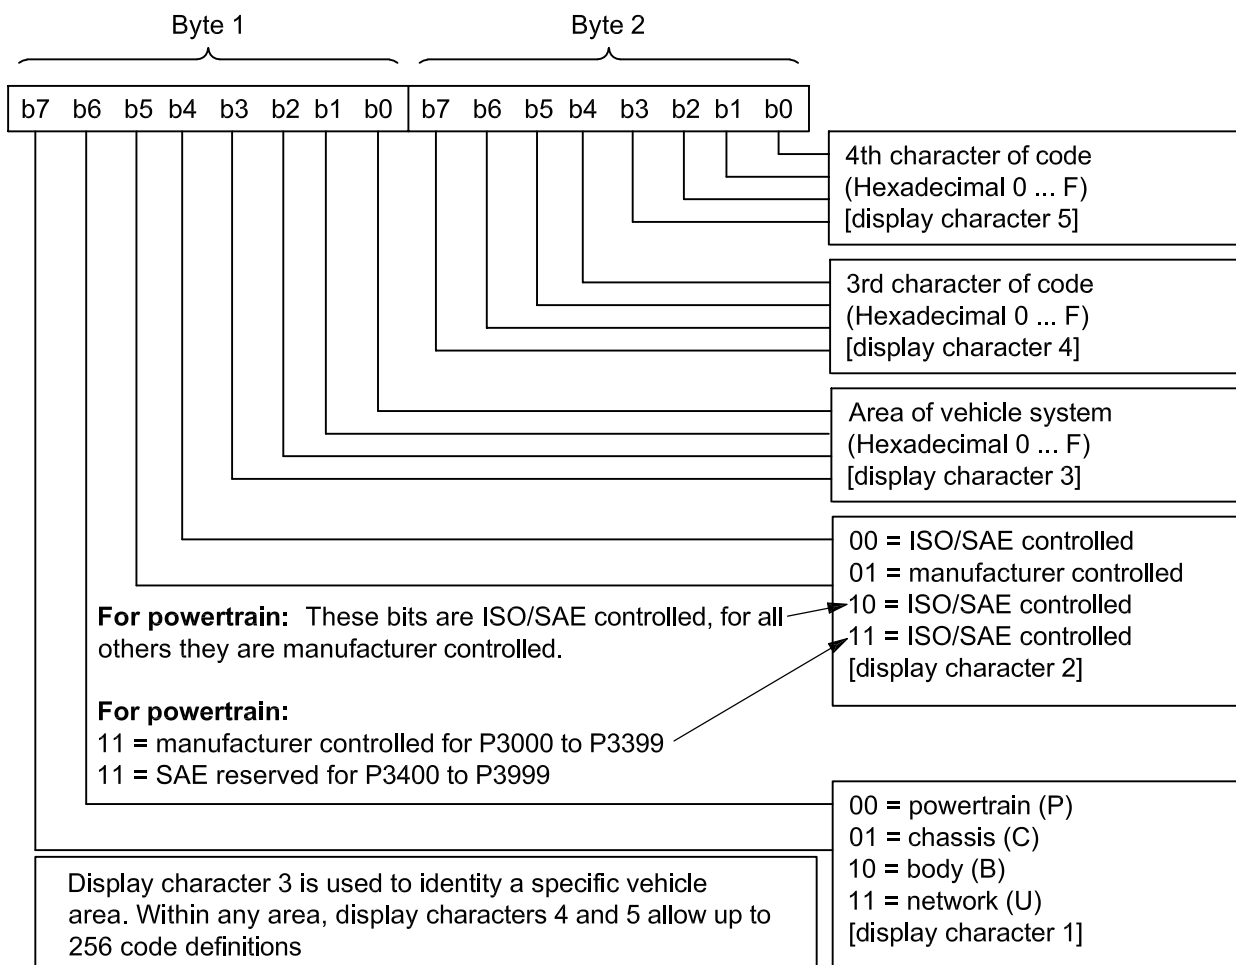 Byte 1 Byte 2
b7 b6 b5 b4 b3 b2 b1 b0 b7 b6 b5 b4 b3 b2 b1 b0
4th character of code
(Hexadecimal 0 ... F)
[display character 5]
3rd character of code
(Hexadecimal 0 ... F)
[display character 4]
Area of vehicle system
(Hexadecimal 0 ... F)
[display character 3]
00 = ISO/SAE controlled
01 = manufacturer controlled
10 = ISO/SAE controlled
11 = ISO/SAE controlled
[display character 2]
For powertrain: These bits are ISO/SAE controlled, for all
others they are manufacturer controlled.
For powertrain:
11 = manufacturer controlled for P3000 to P3399
11 = SAE reserved for P3400 to P3999
00 = powertrain (P)
01 = chassis (C)
10 = body (B)
11 = network (U)
[display character 1]
Display character 3 is used to identity a specific vehicle
area. Within any area, display characters 4 and 5 allow up to
256 code definitions